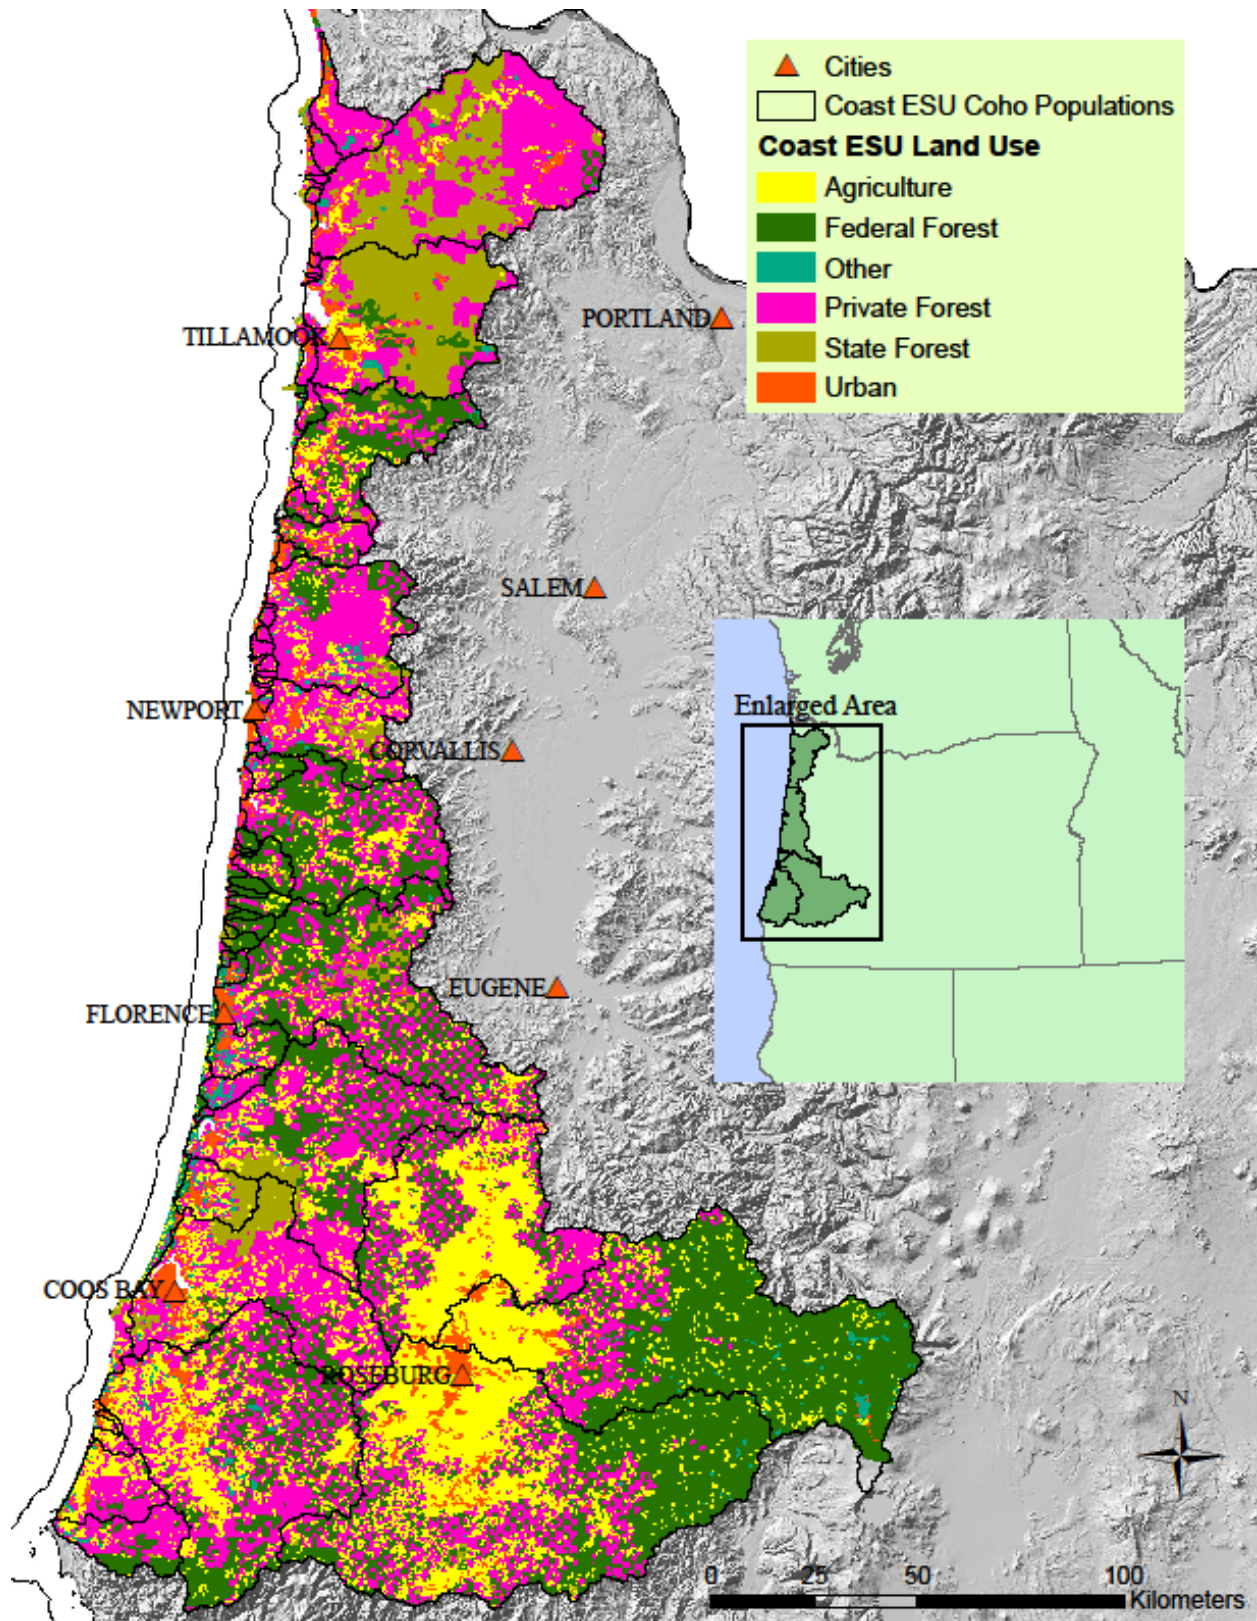 Cities
Coast ESU Coho Populations
Coast ESU Land Use
Agriculture
Federal Forest
Other
Private Forest
State Forest
Urban
PORTLAND
TILLAMOOK
SALEM
Enlarged Area
NEWPORT
CORVALLIS
EUGENE
FLORENCE
COOS BAY
ROSEBURG
N
0 25 50 100
Kilometers